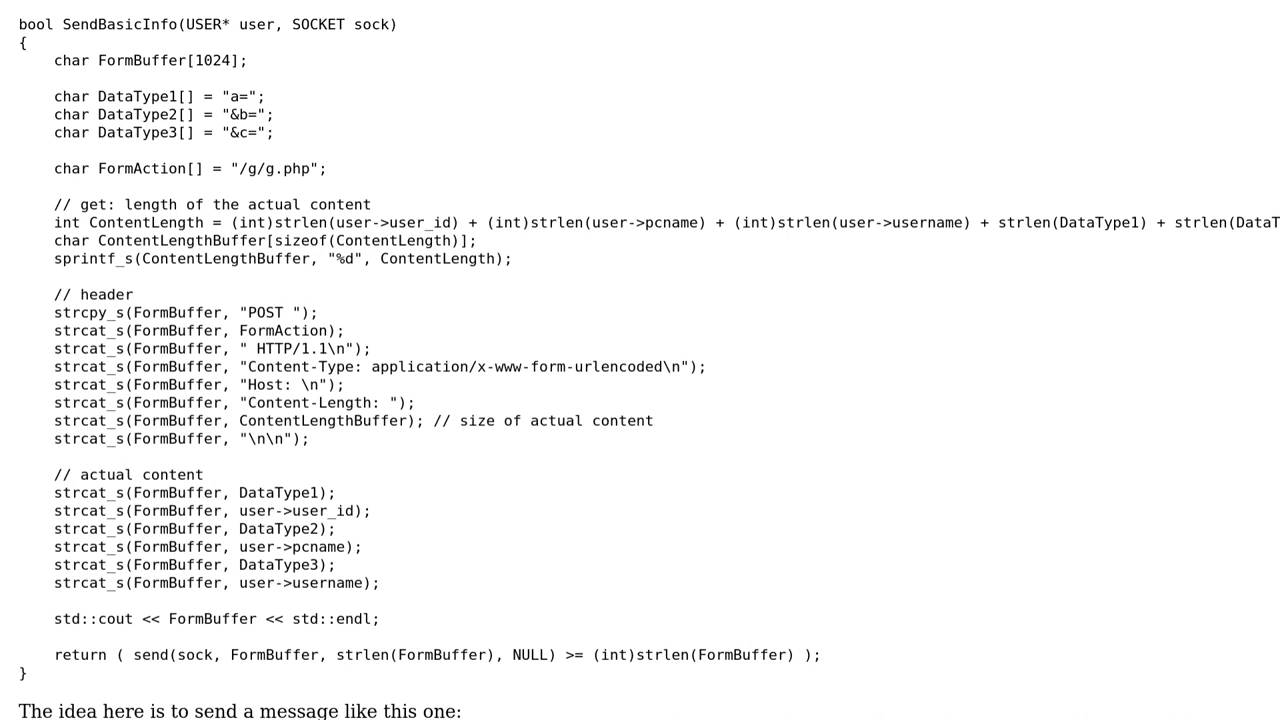 bool SendBasicInfo(USER* user, SOCKET sock)
{
    char FormBuffer[1024];

    char DataType1[] = "a=";
    char DataType2[] = "&b=";
    char DataType3[] = "&c=";

    char FormAction[] = "/g/g.php";

    // get: length of the actual content
    int ContentLength = (int)strlen(user->user_id) + (int)strlen(user->pcname) + (int)strlen(user->username) + strlen(DataType1) + strlen(DataT
    char ContentLengthBuffer[sizeof(ContentLength)];
    sprintf_s(ContentLengthBuffer, "%d", ContentLength);

    // header
    strcpy_s(FormBuffer, "POST ");
    strcat_s(FormBuffer, FormAction);
    strcat_s(FormBuffer, " HTTP/1.1\n");
    strcat_s(FormBuffer, "Content-Type: application/x-www-form-urlencoded\n");
    strcat_s(FormBuffer, "Host: \n");
    strcat_s(FormBuffer, "Content-Length: ");
    strcat_s(FormBuffer, ContentLengthBuffer); // size of actual content
    strcat_s(FormBuffer, "\n\n");

    // actual content
    strcat_s(FormBuffer, DataType1);
    strcat_s(FormBuffer, user->user_id);
    strcat_s(FormBuffer, DataType2);
    strcat_s(FormBuffer, user->pcname);
    strcat_s(FormBuffer, DataType3);
    strcat_s(FormBuffer, user->username);

    std::cout << FormBuffer << std::endl;

    return ( send(sock, FormBuffer, strlen(FormBuffer), NULL) >= (int)strlen(FormBuffer) );
}
The idea here is to send a message like this one: